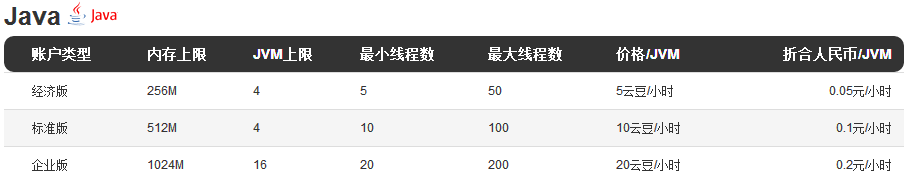 Java Java
账户类型 内存上限 JVM上限 最小线程数 最大线程数 价格/JVM 折合人民币/JVM
经济版 256M 4 5 50 5云豆/小时 0.05元/小时
标准版 512M 4 10 100 10云豆/小时 0.1元/小时
企业版 1024M 16 20 200 20云豆/小时 0.2元/小时